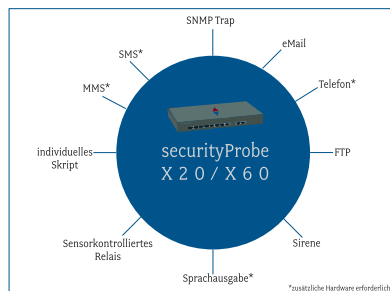 SNMP Trap
SMS*
eMail
MMS*
Telefon*
individuelles
Skript
securityProbe
X20/X60
FTP
Sensorkontrolliertes
Relais
Sirene
Sprachausgabe*
*zusätzliche Hardware erforderlich